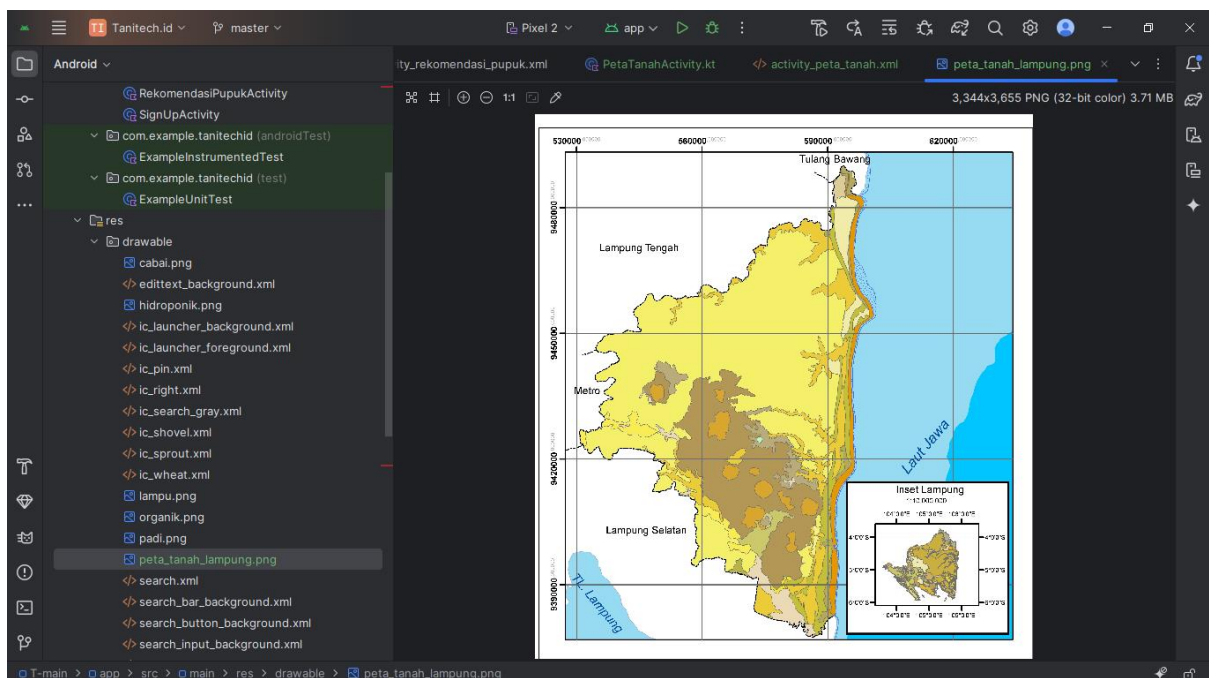 TI Tanitech.id master Pixel 2 app
Android
ity_rekomendasi_pupuk.xml PetaTanahActivity.kt activity_peta_tanah.xml peta_tanah_lampung.png
1:1 3,344x3,655 PNG (32-bit color) 3.71 MB
RekomendasiPupukActivity
SignUpActivity
com.example.tanitechid (androidTest)
ExampleInstrumentedTest
com.example.tanitechid (test)
ExampleUnitTest
res
drawable
cabai.png
edittext_background.xml
hidroponik.png
ic_launcher_background.xml
ic_launcher_foreground.xml
ic_pin.xml
ic_right.xml
ic_search_gray.xml
ic_shovel.xml
ic_sprout.xml
ic_wheat.xml
lampu.png
organik.png
padi.png
peta_tanah_lampung.png
search.xml
search_bar_background.xml
search_button_background.xml
search_input_background.xml
530000 560000 590000 620000
Tulang Bawang
9480000
Lampung Tengah
9450000
Metro
9420000
Laut Jawa
Lampung Selatan
9390000
TL. Lampung
Inset Lampung
T-main > app > src > main > res > drawable > peta_tanah_lampung.png